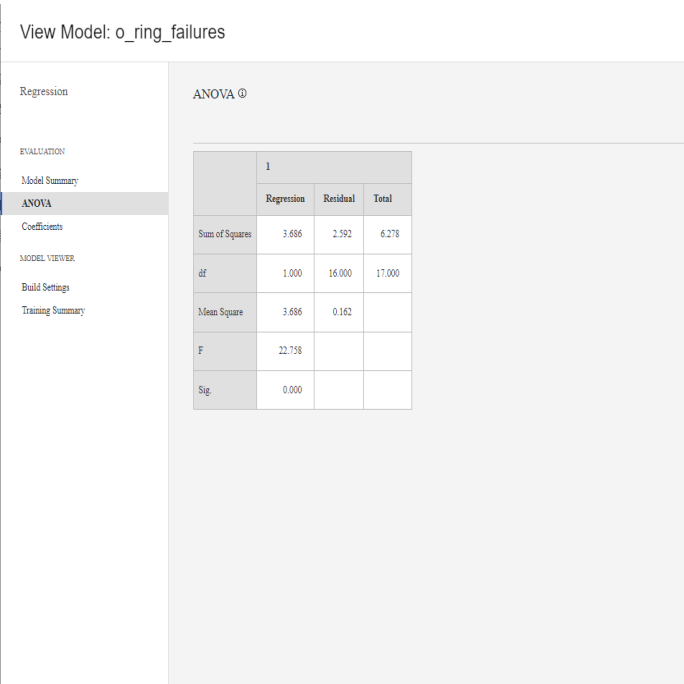 View Model: o_ring_failures
Regression
EVALUATION
Model Summary
ANOVA
Coefficients
MODEL VIEWER
Build Settings
Training Summary
ANOVA ⓘ
1
Regression Residual Total
Sum of Squares 3.686 2.592 6.278
df 1.000 16.000 17.000
Mean Square 3.686 0.162
F 22.758
Sig. 0.000